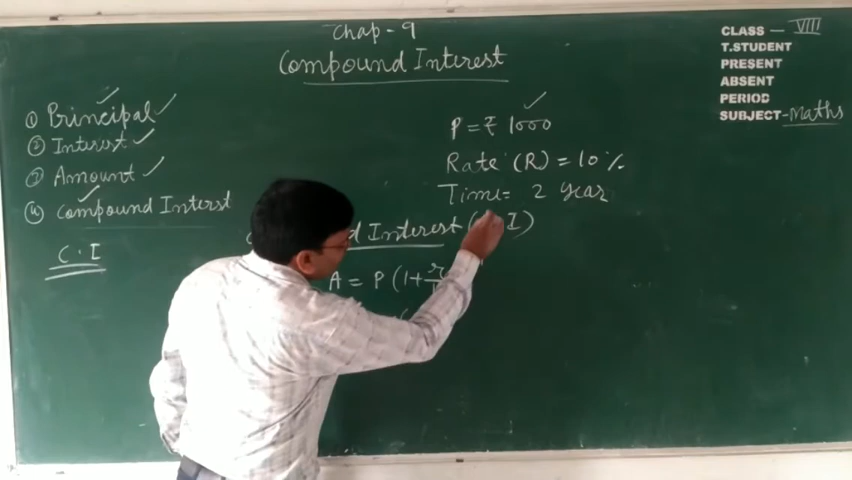 Chap - 9
Compound Interest
CLASS — VIII
T.STUDENT
PRESENT
ABSENT
PERIOD
SUBJECT - Maths
① Principal
② Interest
③ Amount
④ Compound Interst
C.I
P = ₹ 1000
Rate (R) = 10%
Time = 2 year
Interest ( I)
A = P (1+